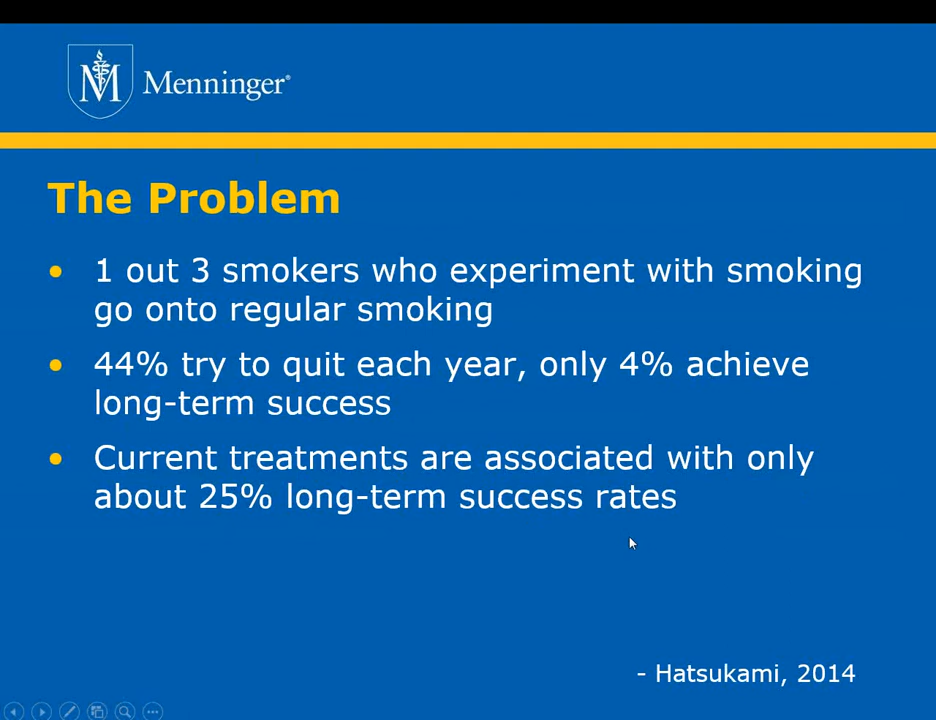 Menninger®
The Problem
• 1 out 3 smokers who experiment with smoking
go onto regular smoking
• 44% try to quit each year, only 4% achieve
long-term success
• Current treatments are associated with only
about 25% long-term success rates
- Hatsukami, 2014